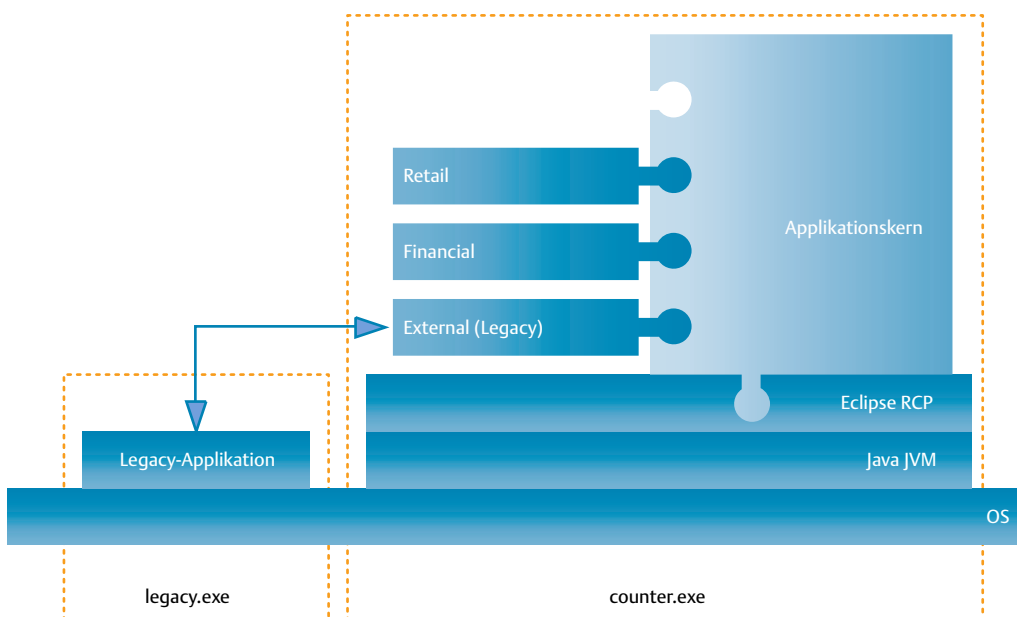 Retail
Applikationskern
Financial
External (Legacy)
Eclipse RCP
Legacy-Applikation
Java JVM
OS
legacy.exe
counter.exe